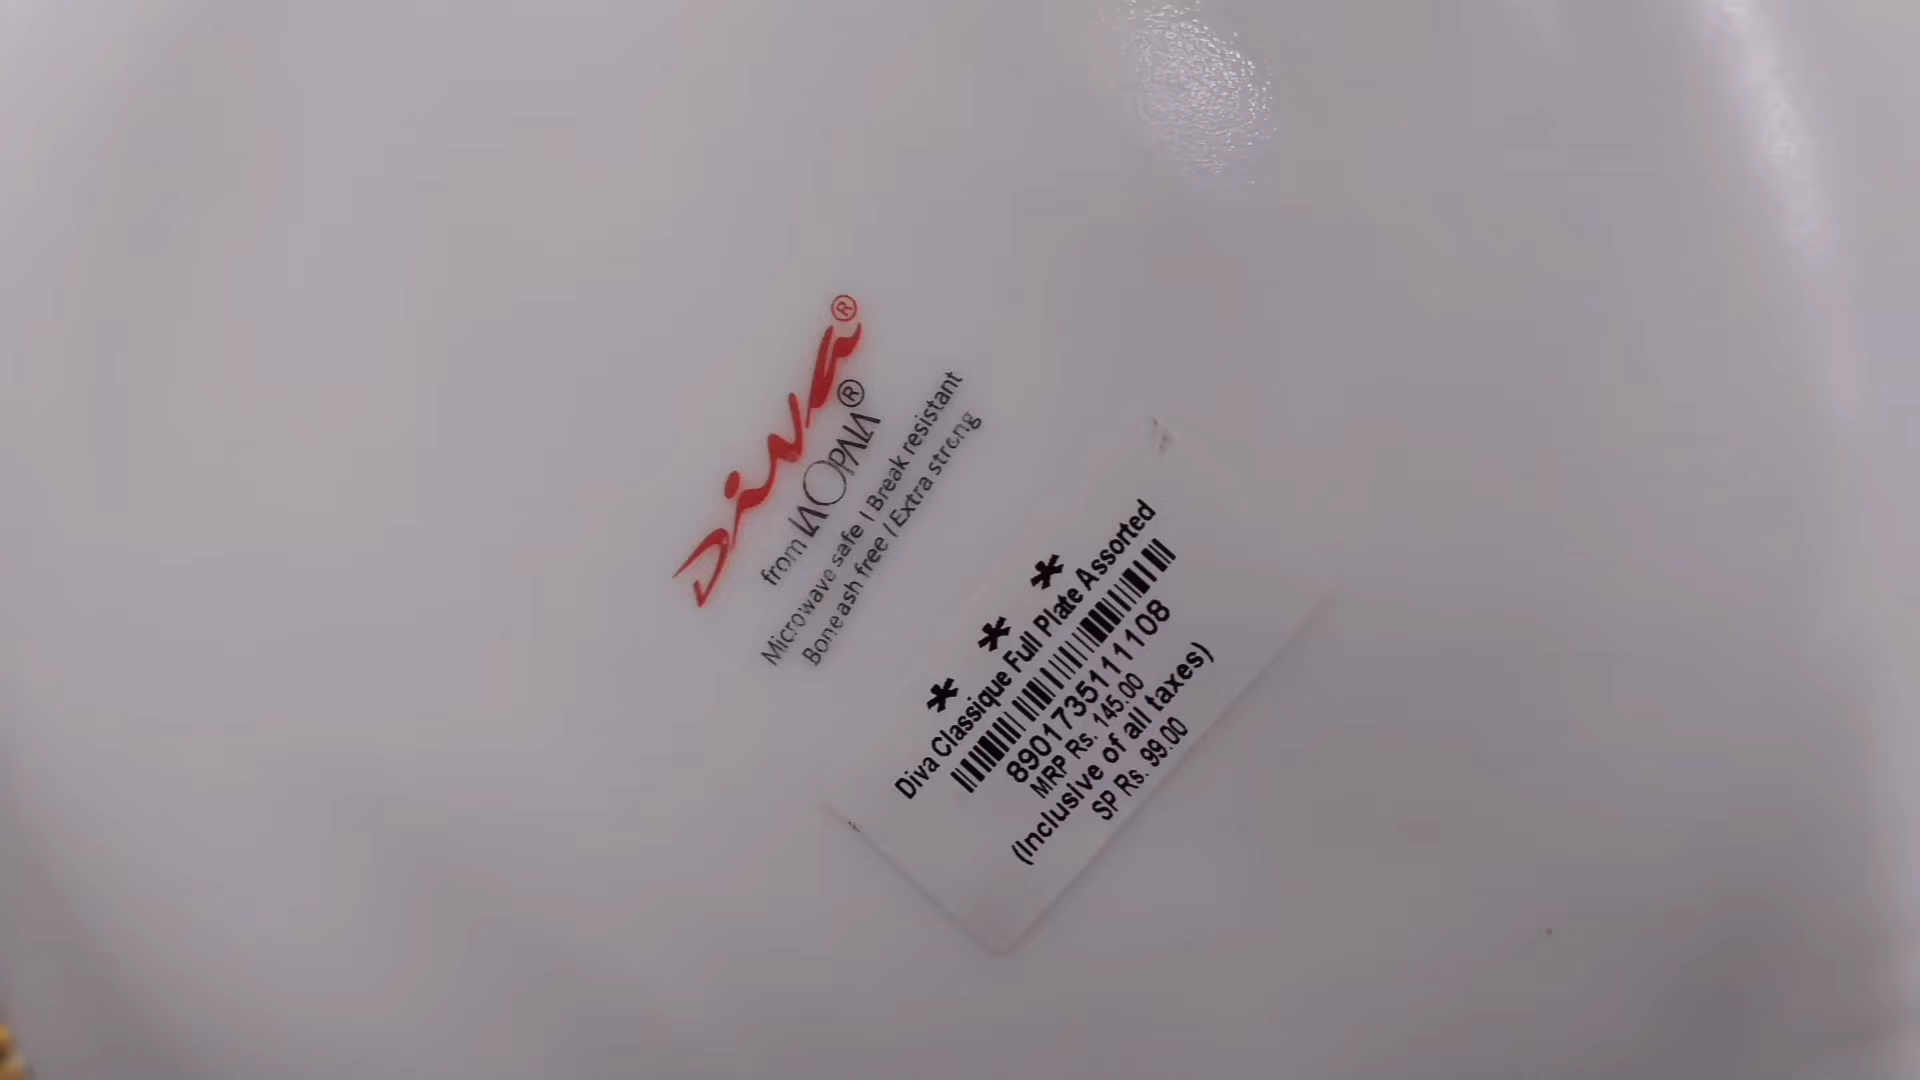 Diva®
from LAOPALA®
Microwave safe | Break resistant
Bone ash free / Extra strong
* * *
Diva Classique Full Plate Assorted
8901735111108
MRP Rs. 145.00
(Inclusive of all taxes)
SP Rs. 99.00